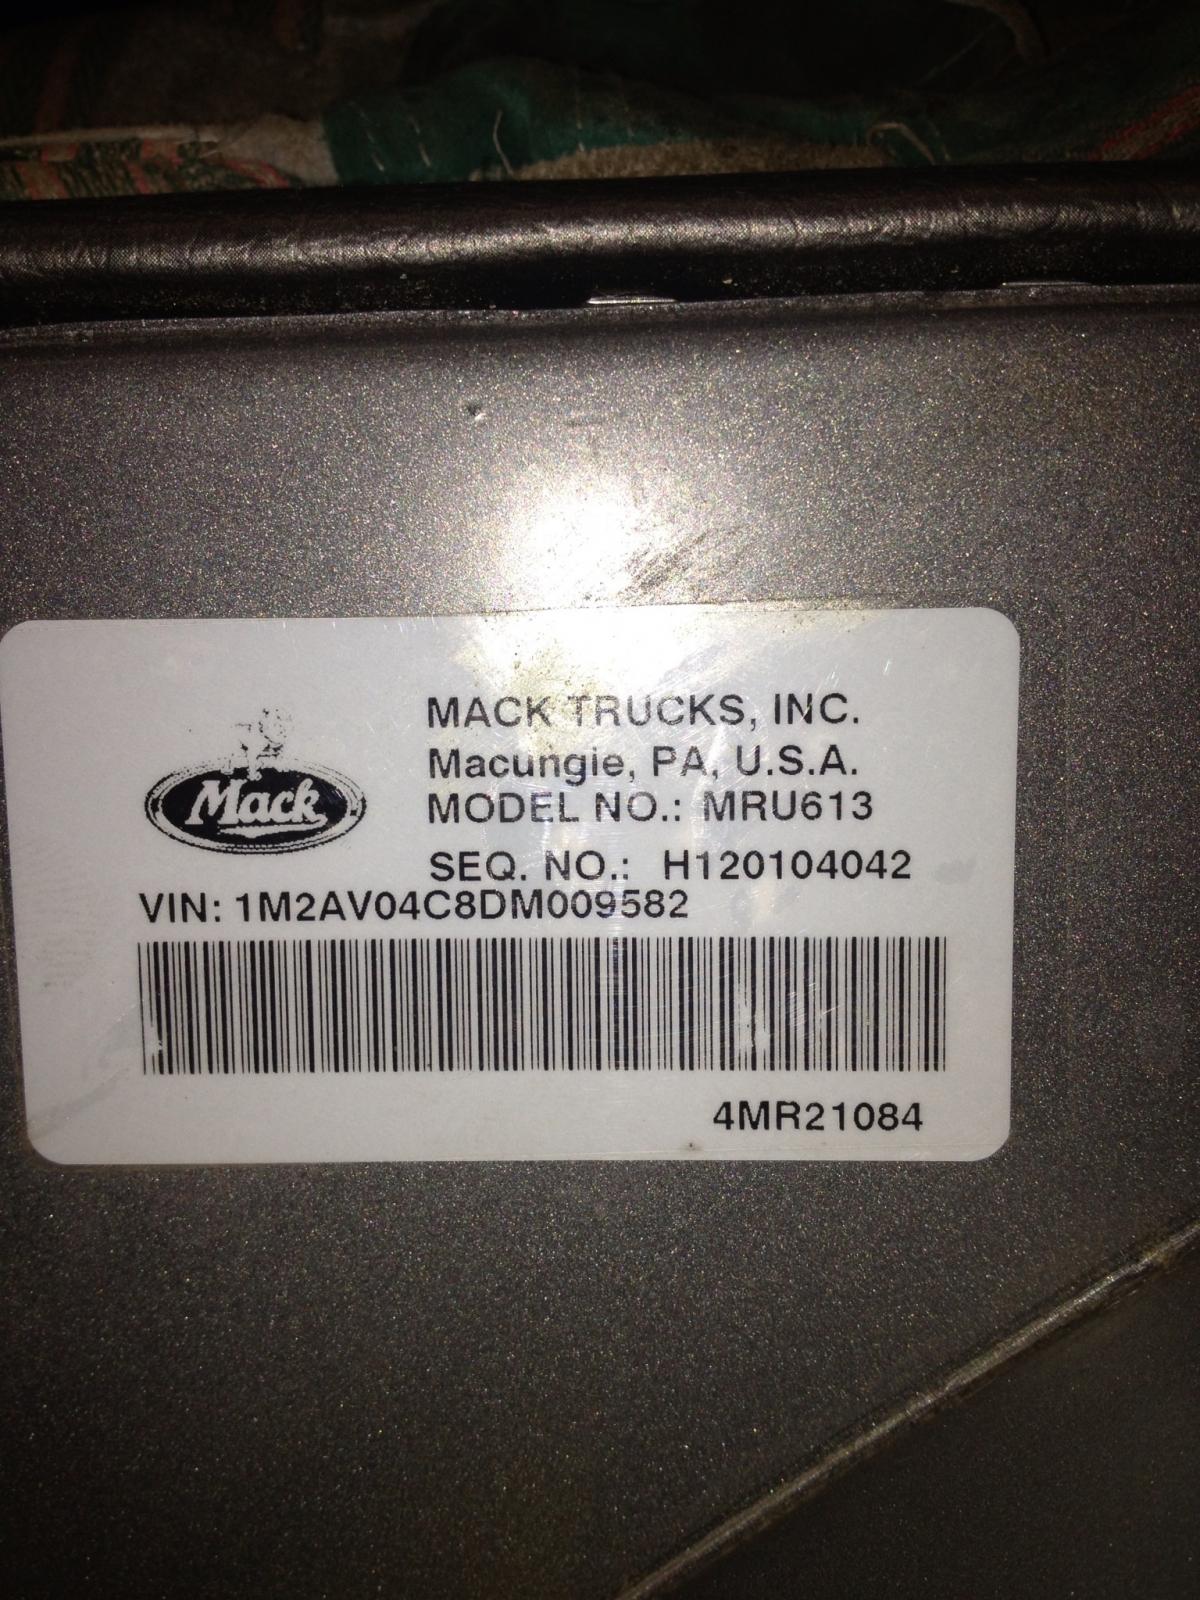 Mack
MACK TRUCKS, INC.
Macungie, PA, U.S.A.
MODEL NO.: MRU613
SEQ. NO.: H120104042
VIN: 1M2AV04C8DM009582
4MR21084